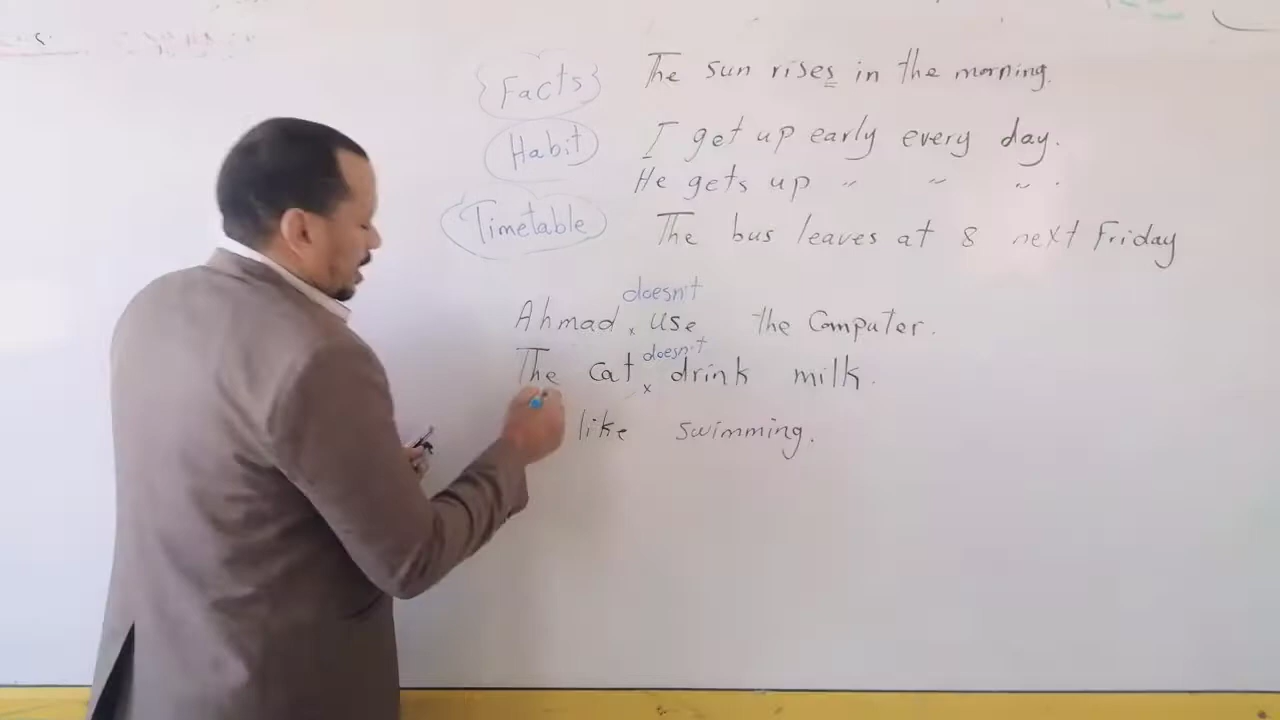 Facts The sun rises in the morning.
Habit I get up early every day.
He gets up " " " .
Timetable The bus leaves at 8 next Friday
doesn't
Ahmad x use the Computer.
doesn't
The cat x drink milk.
like swimming.